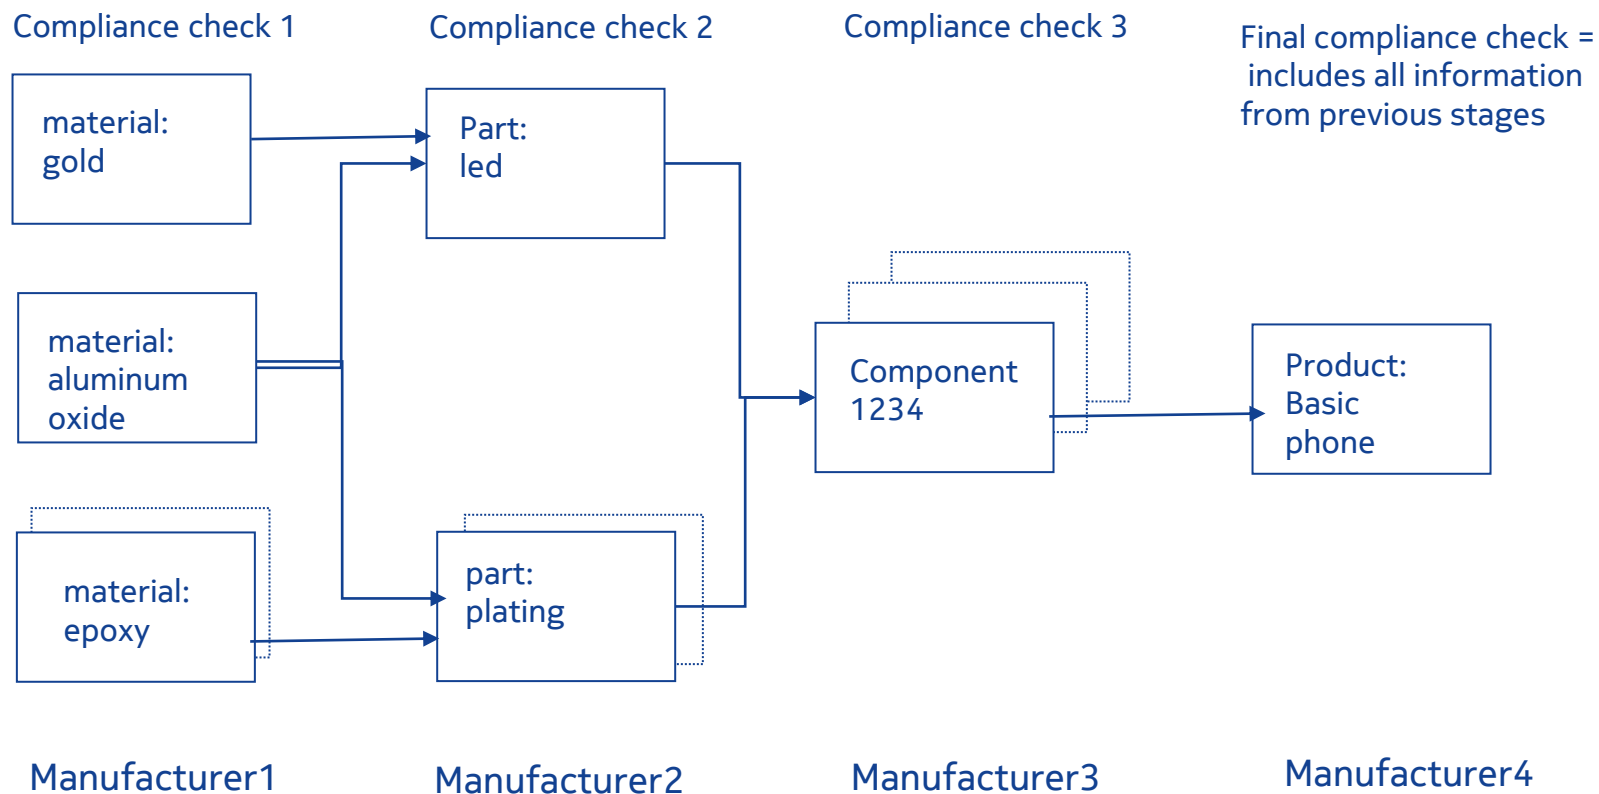 Compliance check 1
Compliance check 2
Compliance check 3
Final compliance check =
includes all information
from previous stages
material:
gold
Part:
led
material:
aluminum
oxide
Component
1234
Product:
Basic
phone
material:
epoxy
part:
plating
Manufacturer1
Manufacturer2
Manufacturer3
Manufacturer4